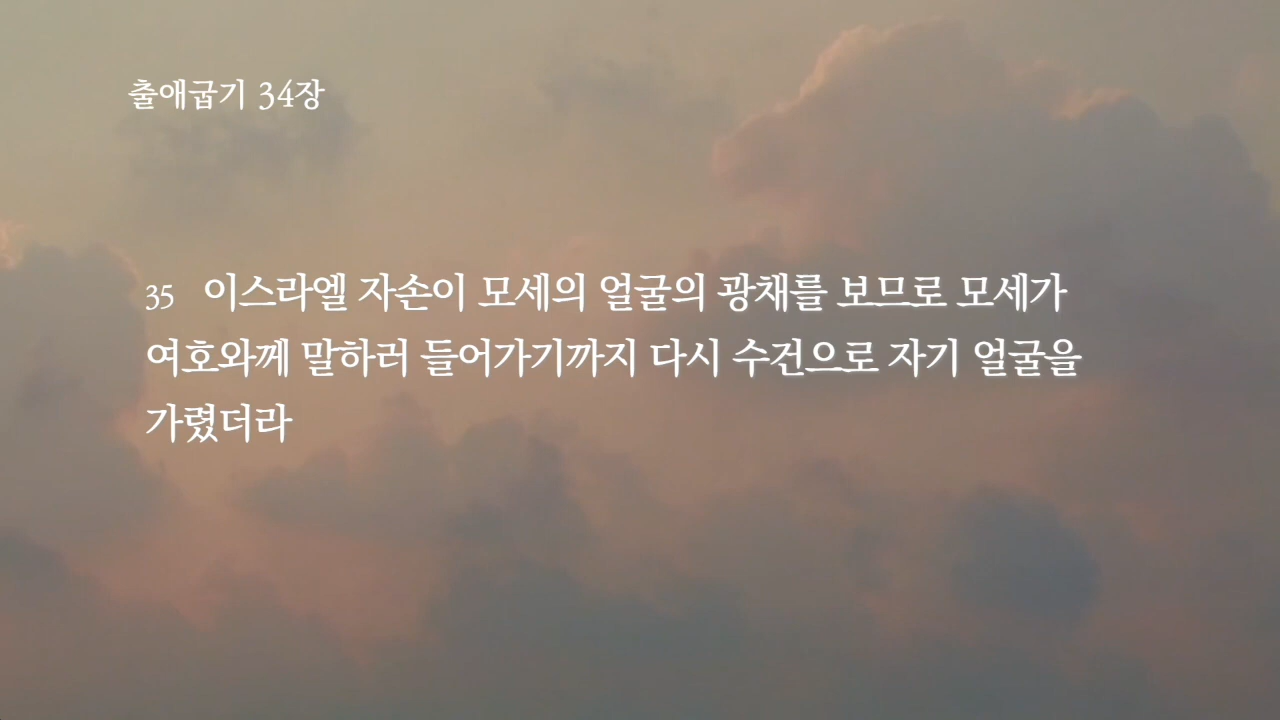 출애굽기 34장
35 이스라엘 자손이 모세의 얼굴의 광채를 보므로 모세가
여호와께 말하러 들어가기까지 다시 수건으로 자기 얼굴을
가렸더라